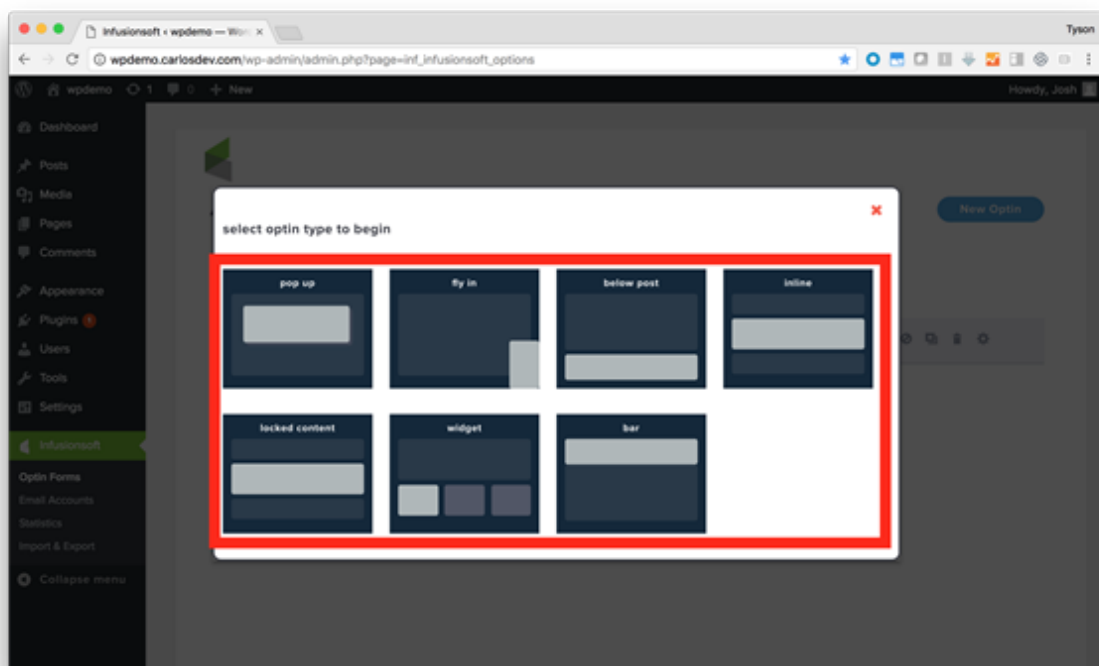 Infusionsoft ‹ wpdemo — Wor
Tyson
wpdemo.carlosdev.com/wp-admin/admin.php?page=inf_infusionsoft_options
wpdemo 1 0 + New
Howdy, Josh
Dashboard
Posts
Media
Pages
Comments
Appearance
Plugins 1
Users
Tools
Settings
Infusionsoft
Optin Forms
Email Accounts
Statistics
Import & Export
Collapse menu
New Optin
select optin type to begin
pop up
fly in
below post
inline
locked content
widget
bar